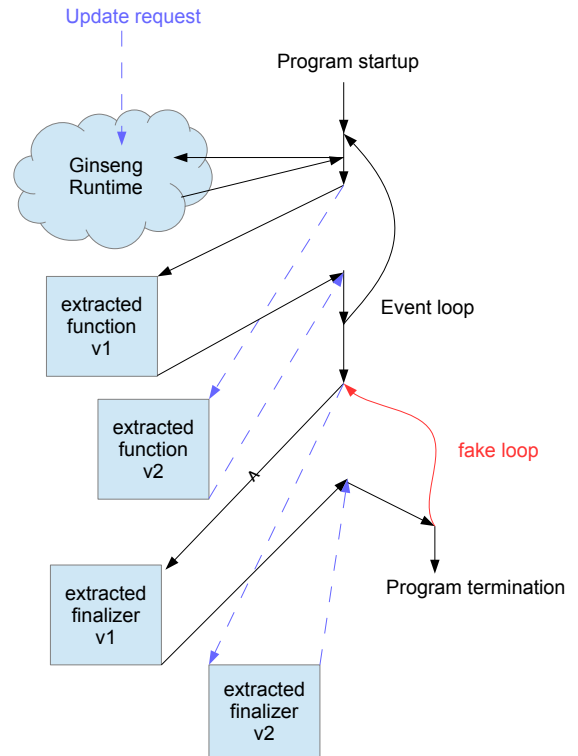 Update request
Program startup
Ginseng
Runtime
extracted
function
v1
Event loop
extracted
function
v2
fake loop
A
extracted
finalizer
v1
Program termination
extracted
finalizer
v2